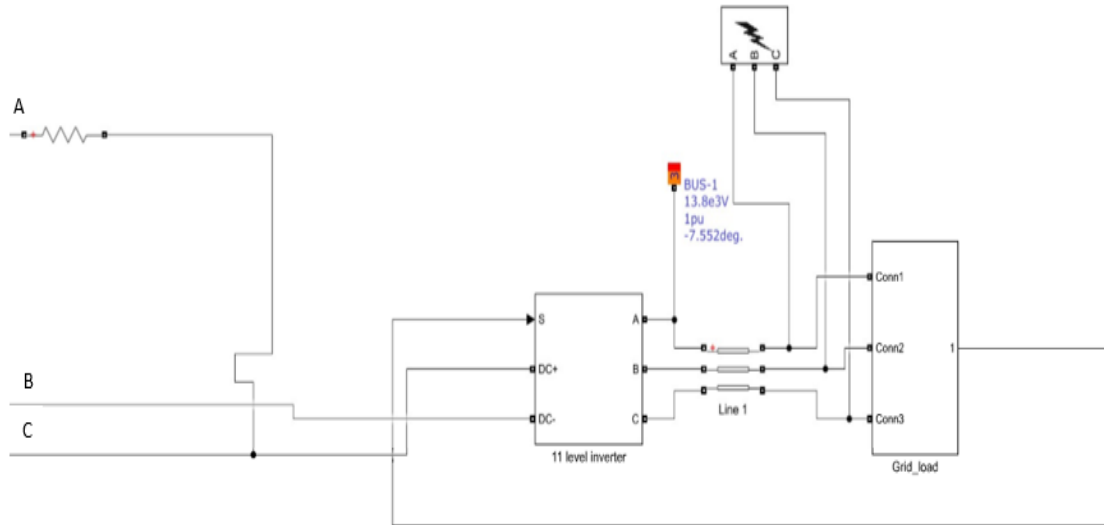 A B C
A
BUS-1
13.8e3V
1pu
-7.552deg.
Conn1
S
A
Conn2
1
B
DC+
B
C
DC-
C
Line 1
Conn3
11 level inverter
Grid_load